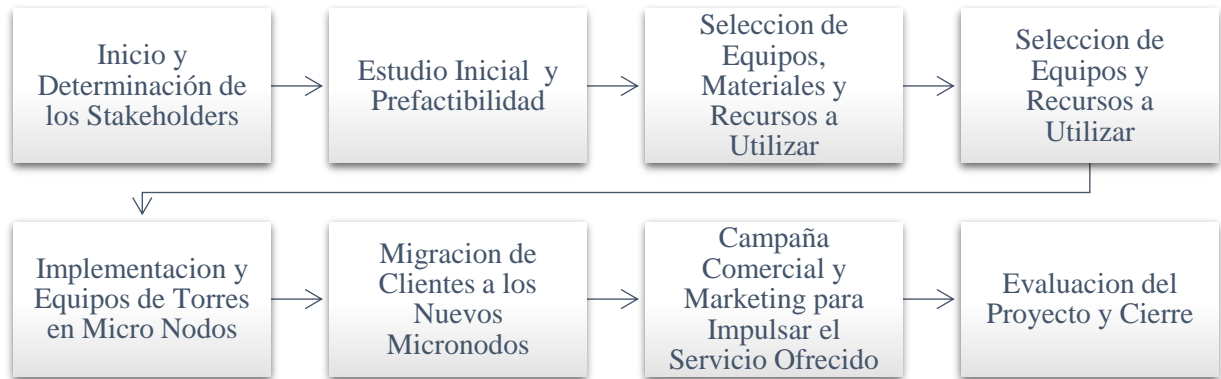 Inicio y
Determinación de
los Stakeholders
Estudio Inicial y
Prefactibilidad
Seleccion de
Equipos,
Materiales y
Recursos a
Utilizar
Seleccion de
Equipos y
Recursos a
Utilizar
Implementacion y
Equipos de Torres
en Micro Nodos
Migracion de
Clientes a los
Nuevos
Micronodos
Campaña
Comercial y
Marketing para
Impulsar el
Servicio Ofrecido
Evaluacion del
Proyecto y Cierre